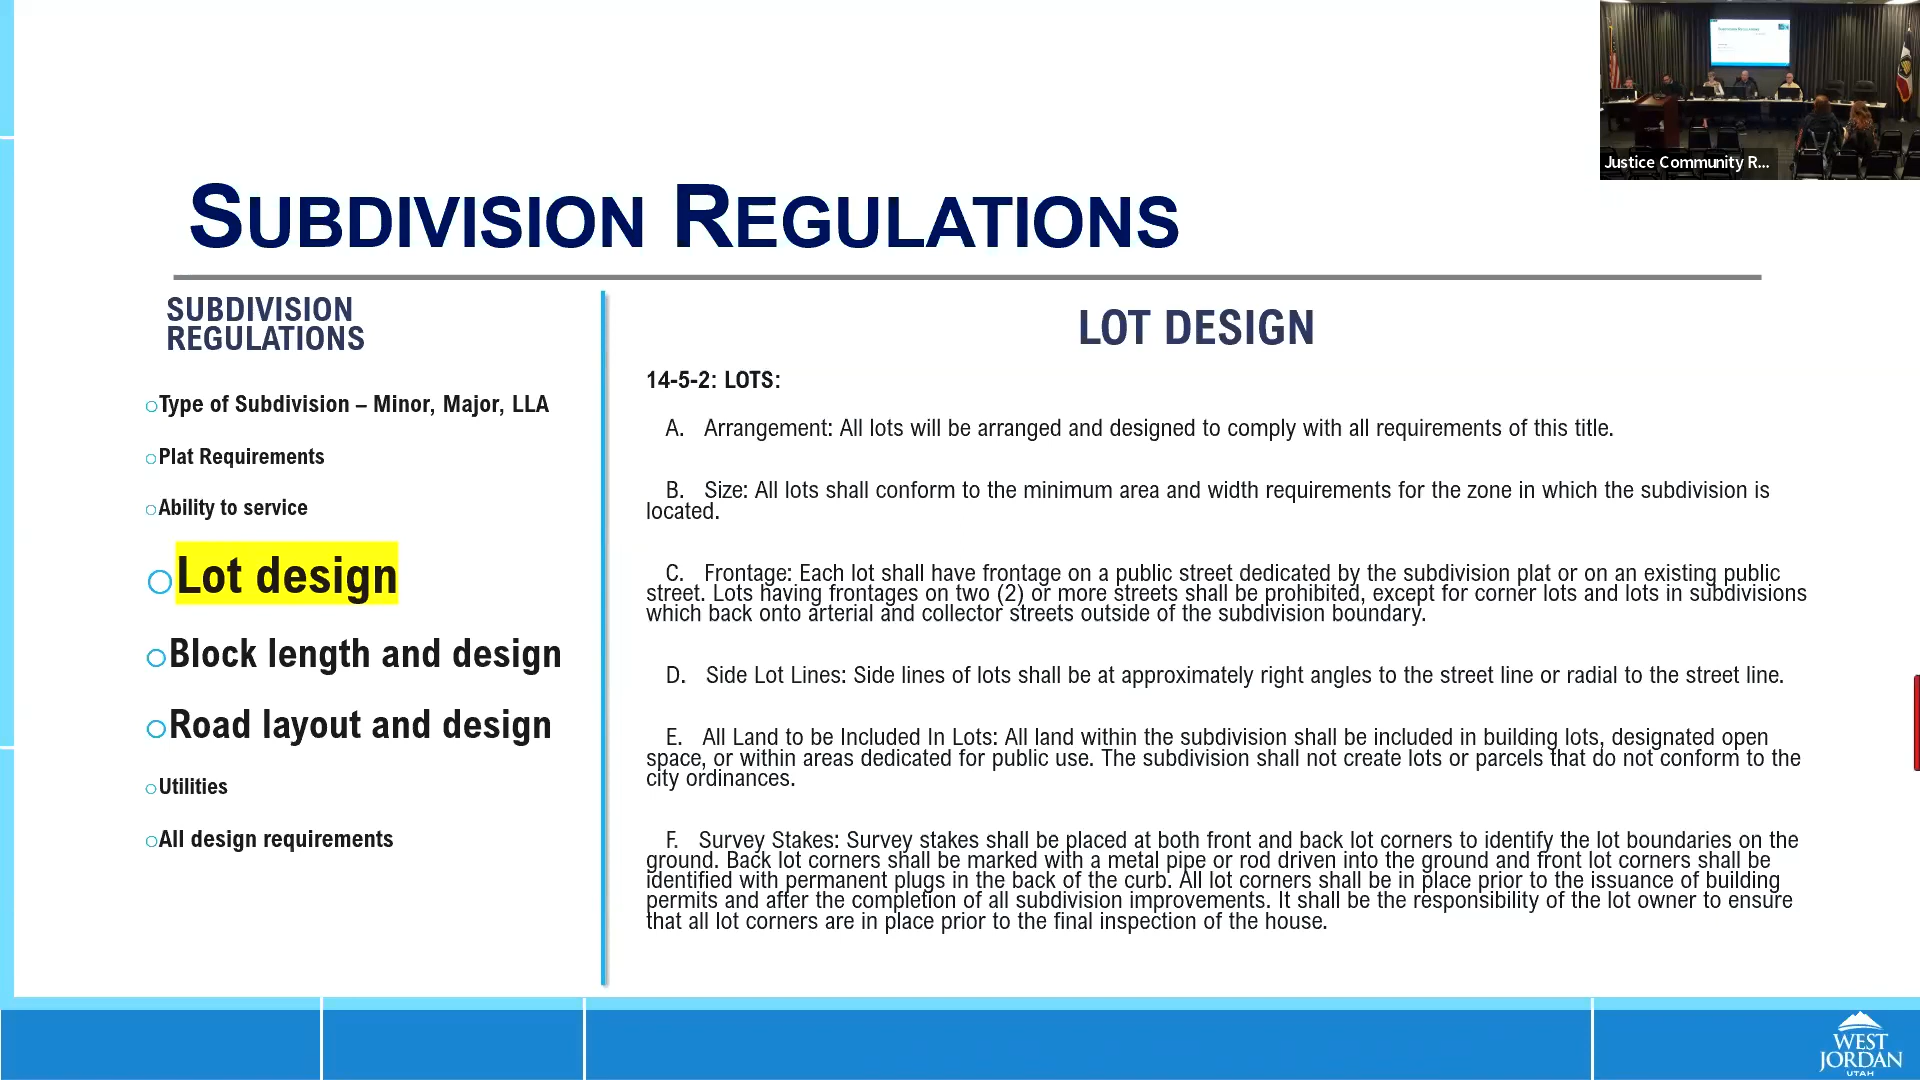 Justice Community R...
SUBDIVISION REGULATIONS
SUBDIVISION
REGULATIONS
Type of Subdivision – Minor, Major, LLA
Plat Requirements
Ability to service
Lot design
Block length and design
Road layout and design
Utilities
All design requirements
LOT DESIGN
14-5-2: LOTS:
A. Arrangement: All lots will be arranged and designed to comply with all requirements of this title.
B. Size: All lots shall conform to the minimum area and width requirements for the zone in which the subdivision is
located.
C. Frontage: Each lot shall have frontage on a public street dedicated by the subdivision plat or on an existing public
street. Lots having frontages on two (2) or more streets shall be prohibited, except for corner lots and lots in subdivisions
which back onto arterial and collector streets outside of the subdivision boundary.
D. Side Lot Lines: Side lines of lots shall be at approximately right angles to the street line or radial to the street line.
E. All Land to be Included In Lots: All land within the subdivision shall be included in building lots, designated open
space, or within areas dedicated for public use. The subdivision shall not create lots or parcels that do not conform to the
city ordinances.
F. Survey Stakes: Survey stakes shall be placed at both front and back lot corners to identify the lot boundaries on the
ground. Back lot corners shall be marked with a metal pipe or rod driven into the ground and front lot corners shall be
identified with permanent plugs in the back of the curb. All lot corners shall be in place prior to the issuance of building
permits and after the completion of all subdivision improvements. It shall be the responsibility of the lot owner to ensure
that all lot corners are in place prior to the final inspection of the house.
WEST
JORDAN
UTAH